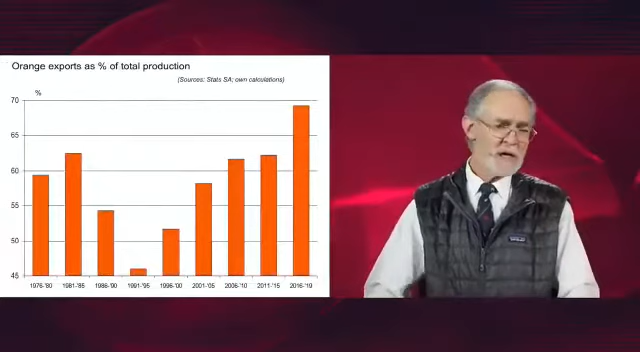 Orange exports as % of total production
(Sources: Stats SA; own calculations)
%
70
65
60
55
50
45
1976-'80 1981-'85 1986-'90 1991-'95 1996-'00 2001-'05 2006-'10 2011-'15 2016-'19
patagonia